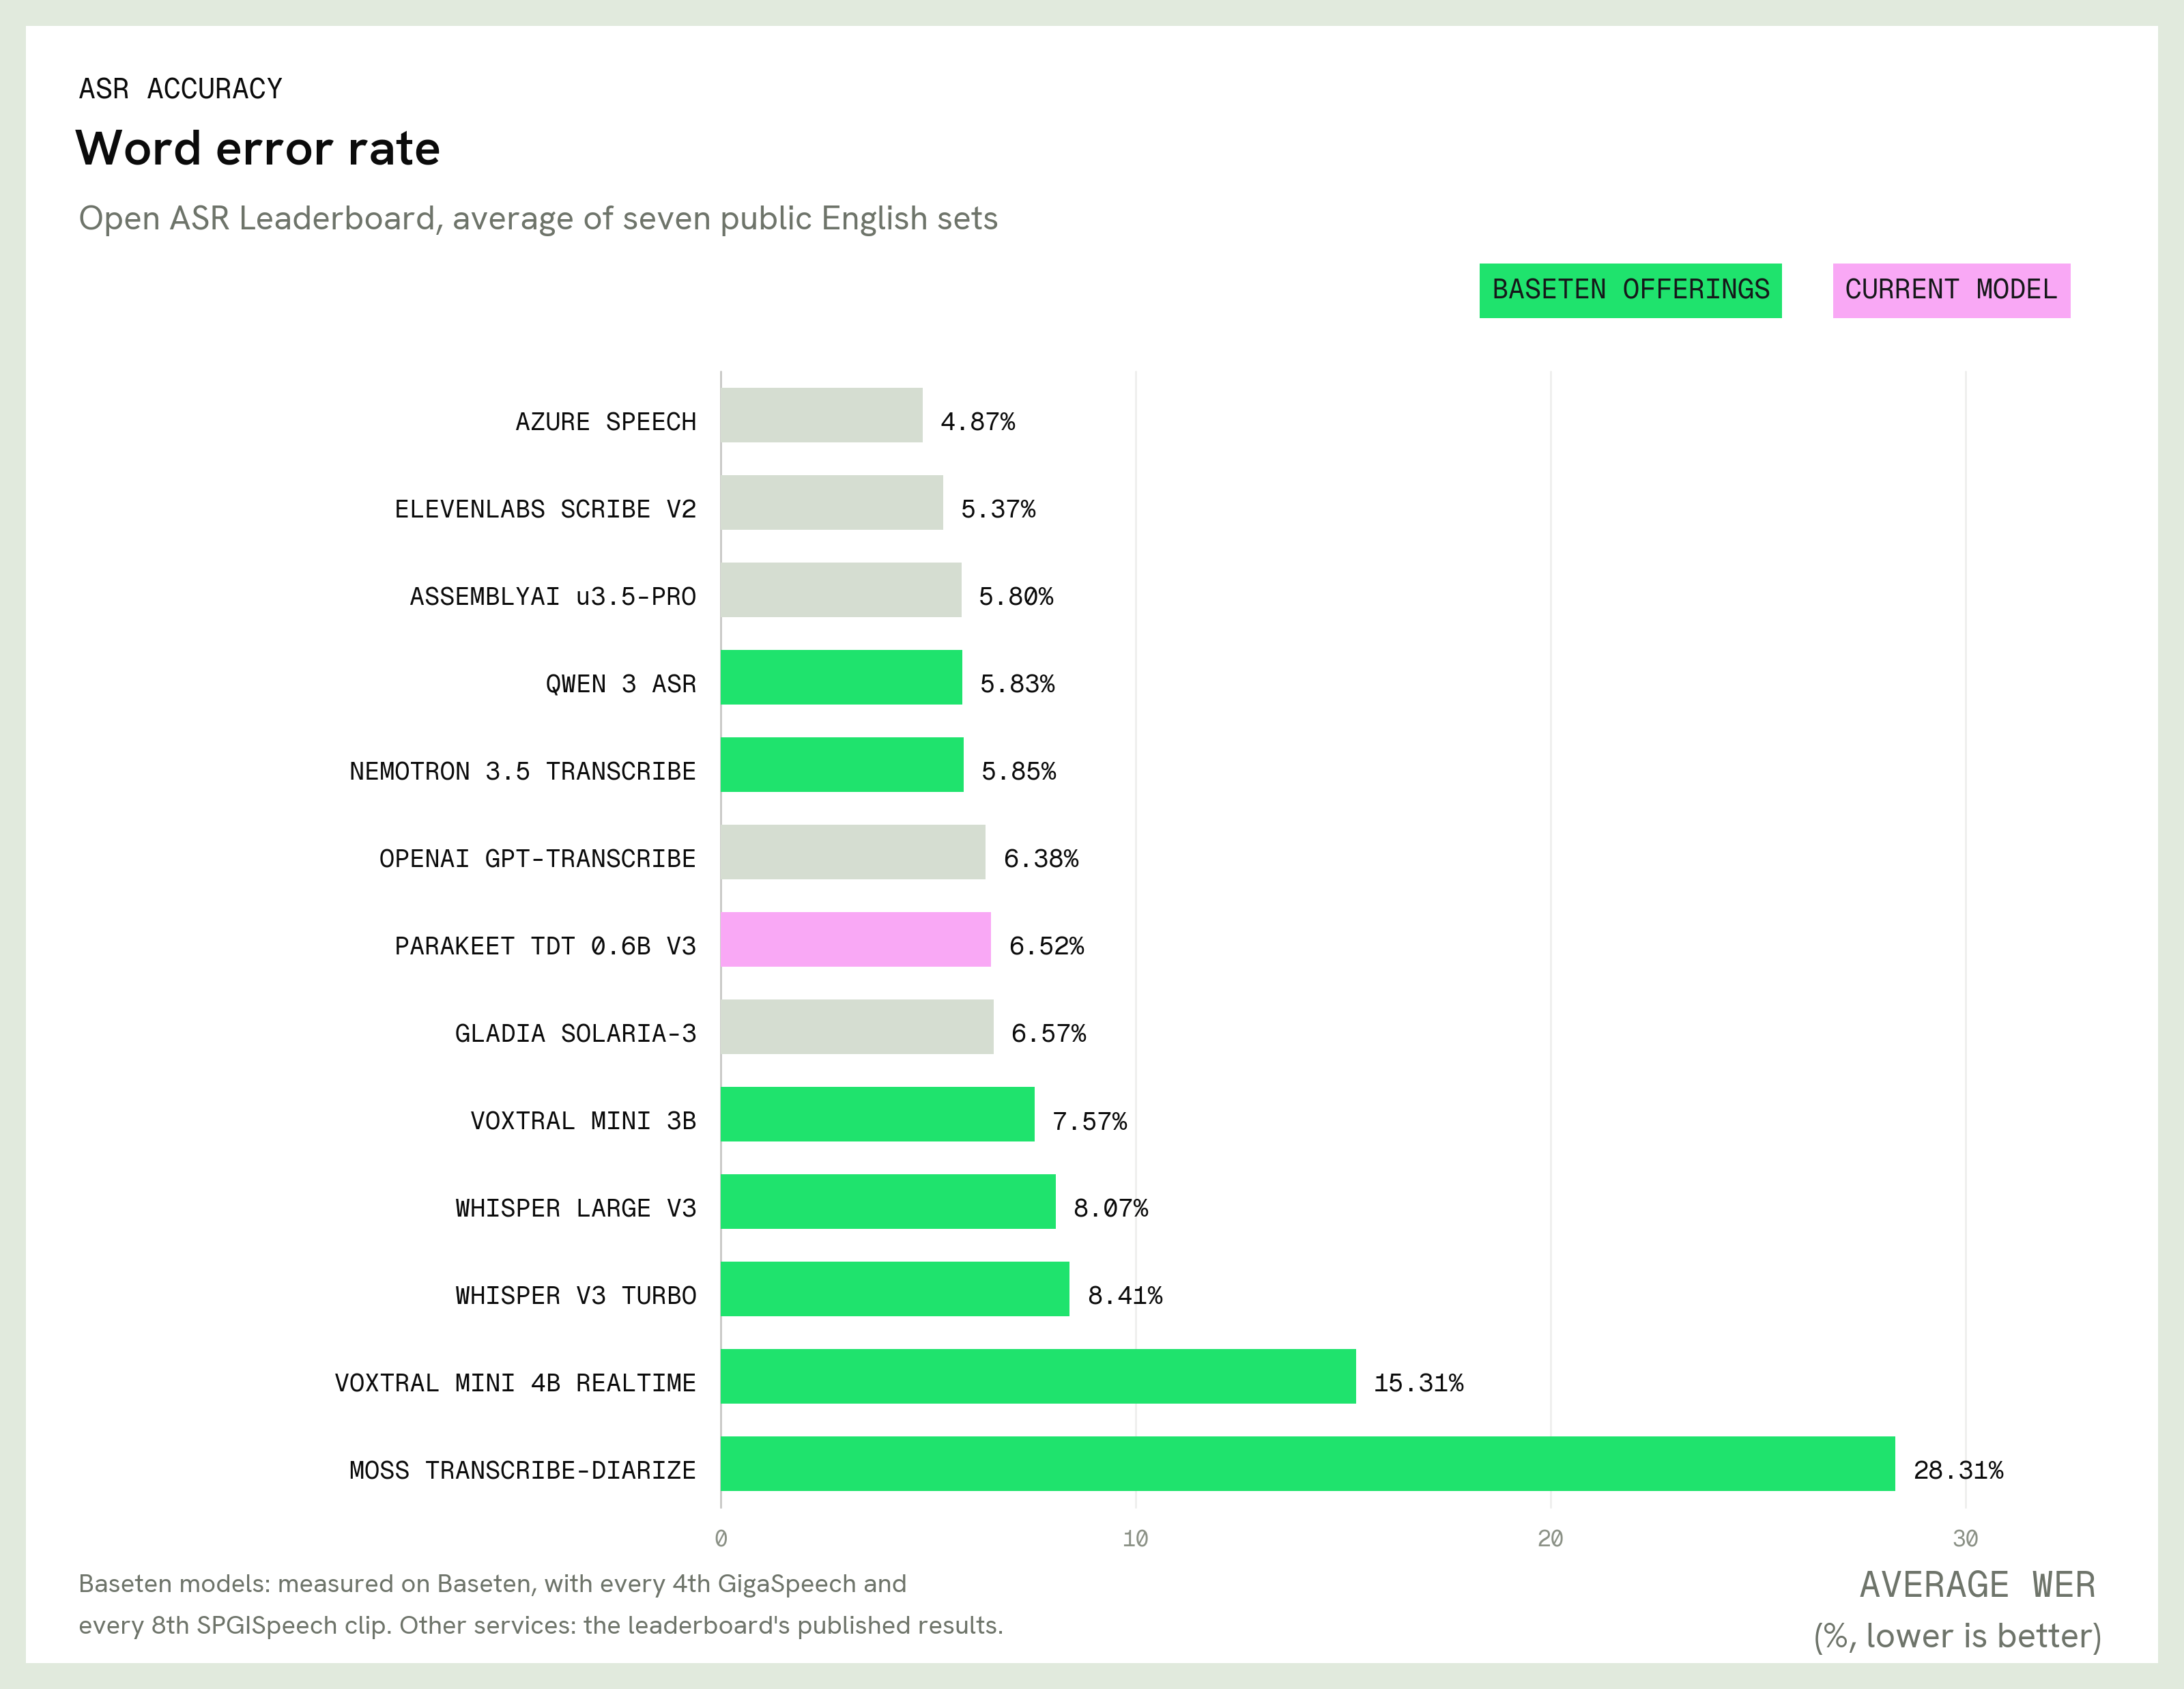 ASR ACCURACY
Word error rate
Open ASR Leaderboard, average of seven public English sets
BASETEN OFFERINGS
CURRENT MODEL
AZURE SPEECH 4.87%
ELEVENLABS SCRIBE V2 5.37%
ASSEMBLYAI u3.5-PRO 5.80%
QWEN 3 ASR 5.83%
NEMOTRON 3.5 TRANSCRIBE 5.85%
OPENAI GPT-TRANSCRIBE 6.38%
PARAKEET TDT 0.6B V3 6.52%
GLADIA SOLARIA-3 6.57%
VOXTRAL MINI 3B 7.57%
WHISPER LARGE V3 8.07%
WHISPER V3 TURBO 8.41%
VOXTRAL MINI 4B REALTIME 15.31%
MOSS TRANSCRIBE-DIARIZE 28.31%
0 10 20 30
Baseten models: measured on Baseten, with every 4th GigaSpeech and
every 8th SPGISpeech clip. Other services: the leaderboard's published results.
AVERAGE WER
(%, lower is better)